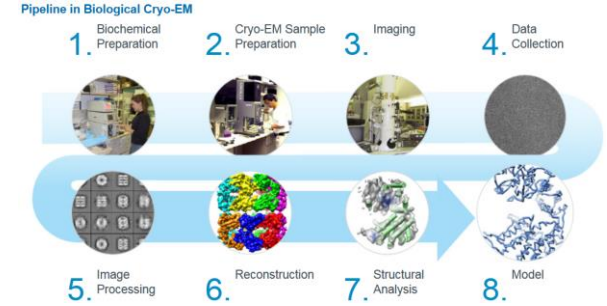 Pipeline in Biological Cryo-EM
1. Biochemical
Preparation
2. Cryo-EM Sample
Preparation
3. Imaging
4. Data
Collection
5. Image
Processing
6. Reconstruction
7. Structural
Analysis
8. Model